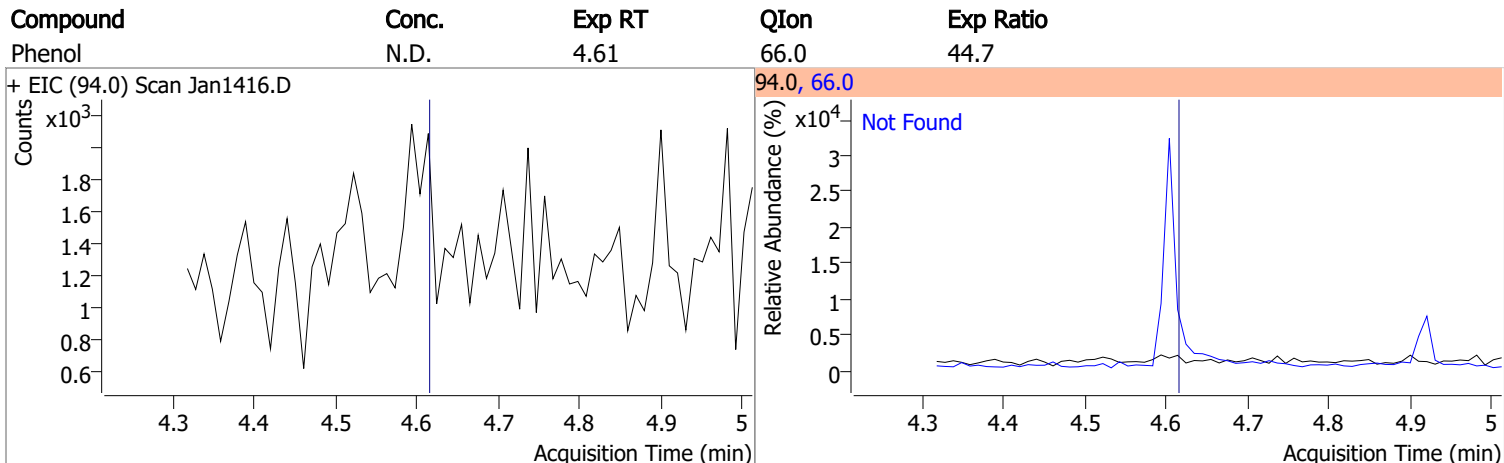 Compound Conc. Exp RT QIon Exp Ratio
Phenol N.D. 4.61 66.0 44.7
+ EIC (94.0) Scan Jan1416.D
Counts
x10³
1.8
1.6
1.4
1.2
1
0.8
0.6
4.3 4.4 4.5 4.6 4.7 4.8 4.9 5
Acquisition Time (min)
94.0, 66.0
Relative Abundance (%)
x10⁴
Not Found
3
2.5
2
1.5
1
0.5
0
4.3 4.4 4.5 4.6 4.7 4.8 4.9 5
Acquisition Time (min)